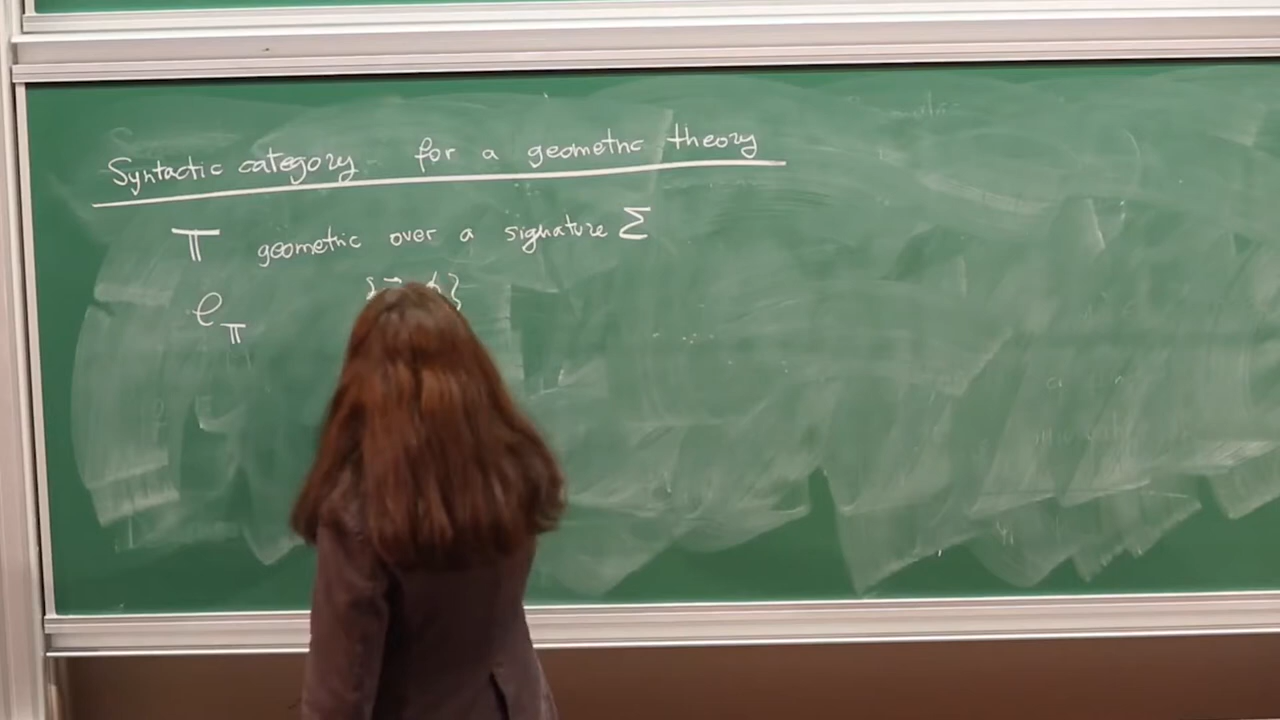 Syntactic category for a geometric theory
𝕋 geometric over a signature Σ
𝒞_𝕋